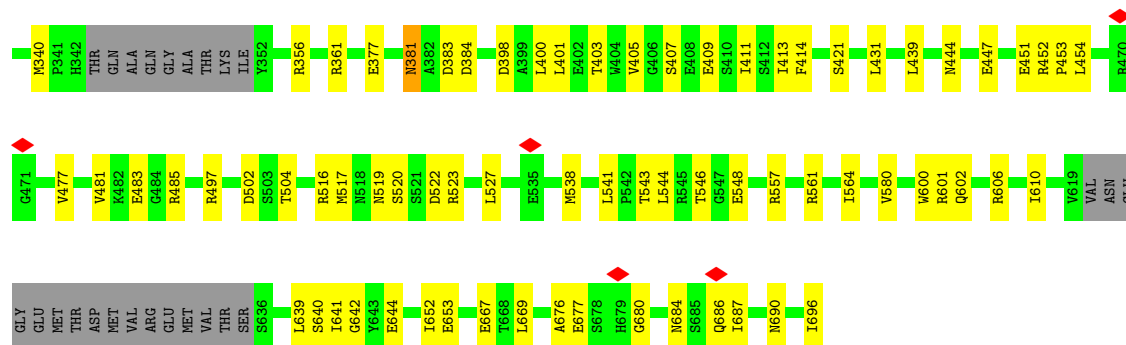 M340 P341 H342 THR GLN ALA GLN GLY ALA THR LYS ILE Y352 R356 R361 E377 N381 A382 D383 D384 D398 A399 L400 L401 E402 T403 W404 V405 G406 S407 E408 E409 S410 I411 S412 I413 F414 S421 L431 L439 N444 E447 E451 R452 P453 L454 R470
G471 V477 V481 K482 E483 G484 R485 R497 D502 S503 T504 R516 M517 N518 N519 S520 S521 D522 R523 L527 E535 M538 L541 P542 T543 L544 R545 T546 G547 E548 R557 R561 I564 V580 W600 R601 Q602 R606 I610 V619 VAL ASN
GLY GLU MET THR ASP MET VAL ARG GLU MET VAL THR SER S636 L639 S640 I641 G642 Y643 E644 I652 E653 E667 T668 L669 A676 E677 S678 H679 G680 N684 S685 Q686 I687 N690 I696